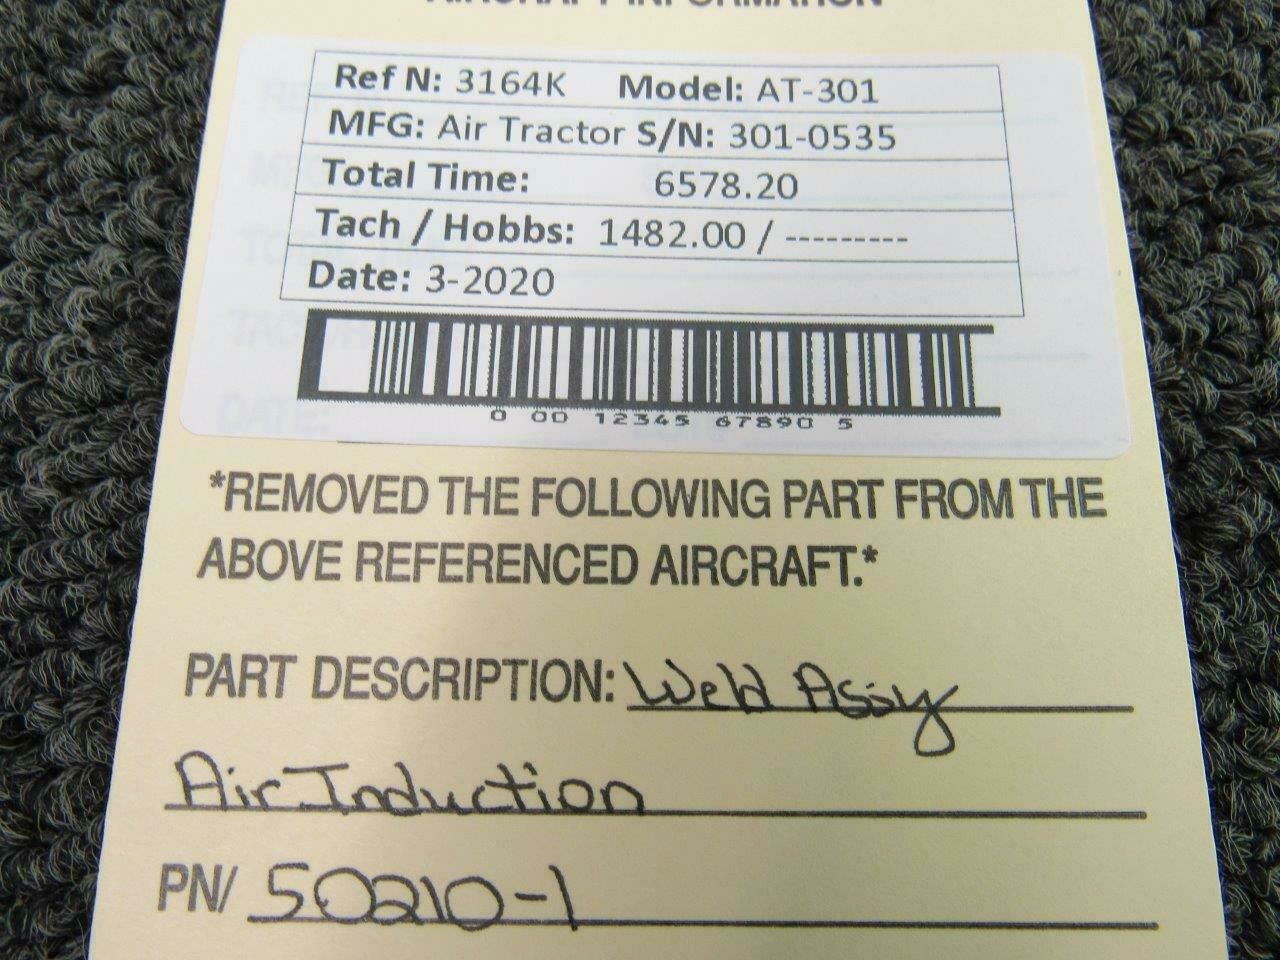 AIRCRAFT INFORMATION
Ref N: 3164K Model: AT-301
MFG: Air Tractor S/N: 301-0535
Total Time: 6578.20
Tach / Hobbs: 1482.00 / ---------
Date: 3-2020
0 00 12345 67890 5
*REMOVED THE FOLLOWING PART FROM THE
ABOVE REFERENCED AIRCRAFT.*
PART DESCRIPTION: Weld Assy
Air Induction
PN/ 50210-1